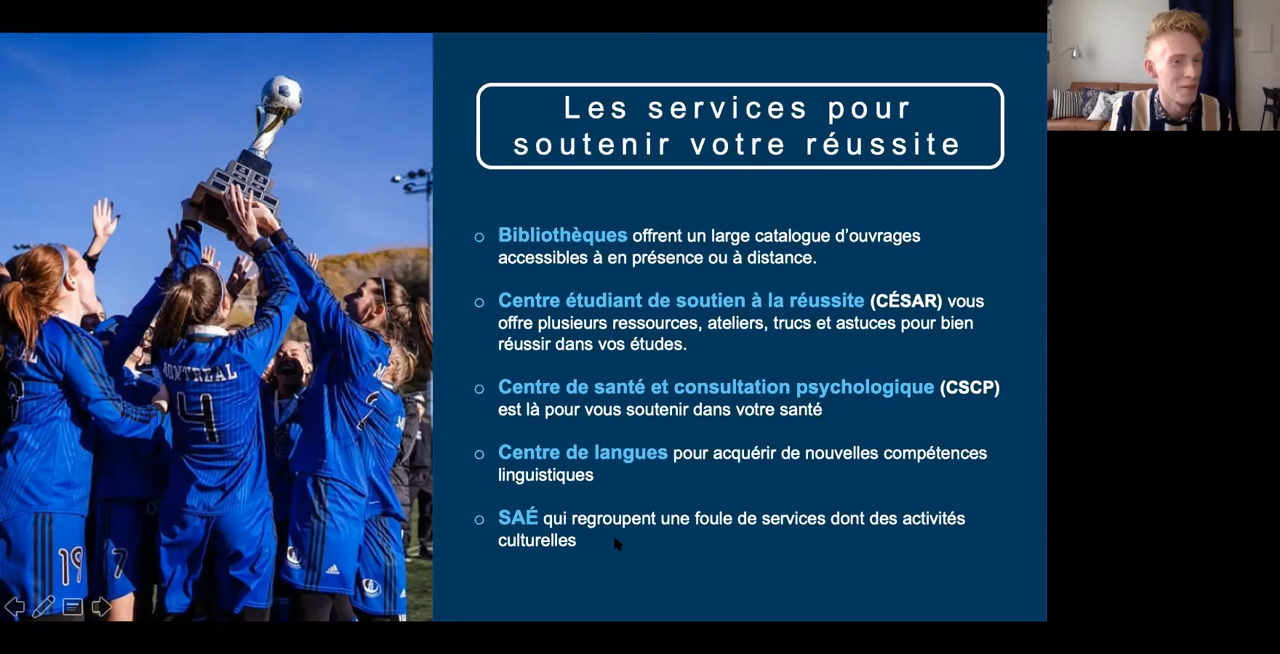 Les services pour
soutenir votre réussite
Bibliothèques offrent un large catalogue d'ouvrages
accessibles à en présence ou à distance.
Centre étudiant de soutien à la réussite (CÉSAR) vous
offre plusieurs ressources, ateliers, trucs et astuces pour bien
réussir dans vos études.
Centre de santé et consultation psychologique (CSCP)
est là pour vous soutenir dans votre santé
Centre de langues pour acquérir de nouvelles compétences
linguistiques
SAÉ qui regroupent une foule de services dont des activités
culturelles
MONTRÉAL
4
19
7